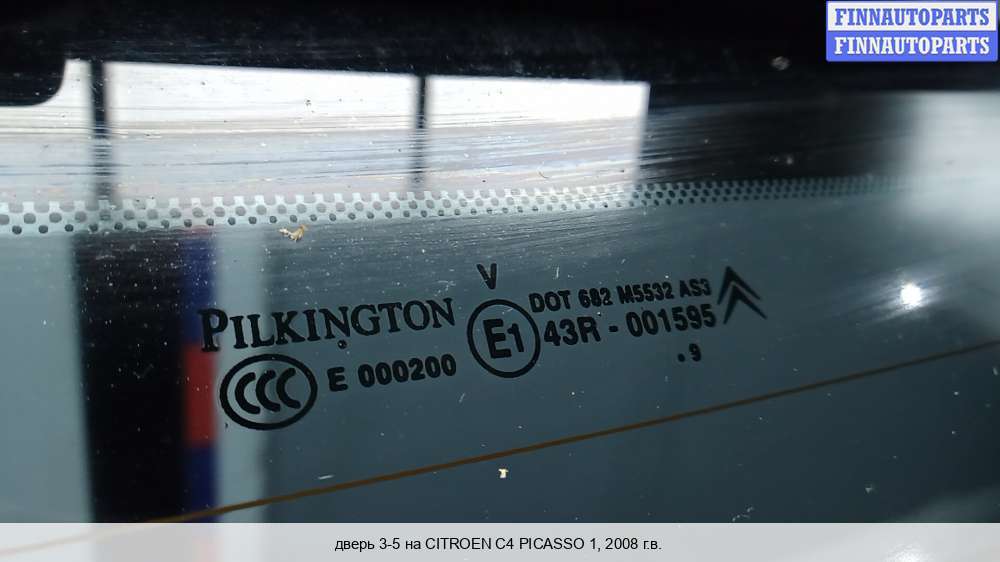 FINNAUTOPARTS
FINNAUTOPARTS
V
PILKINGTON
E1
DOT 682 M5532 AS3
43R - 001595
CCC E 000200
. 9
дверь 3-5 на CITROEN C4 PICASSO 1, 2008 г.в.